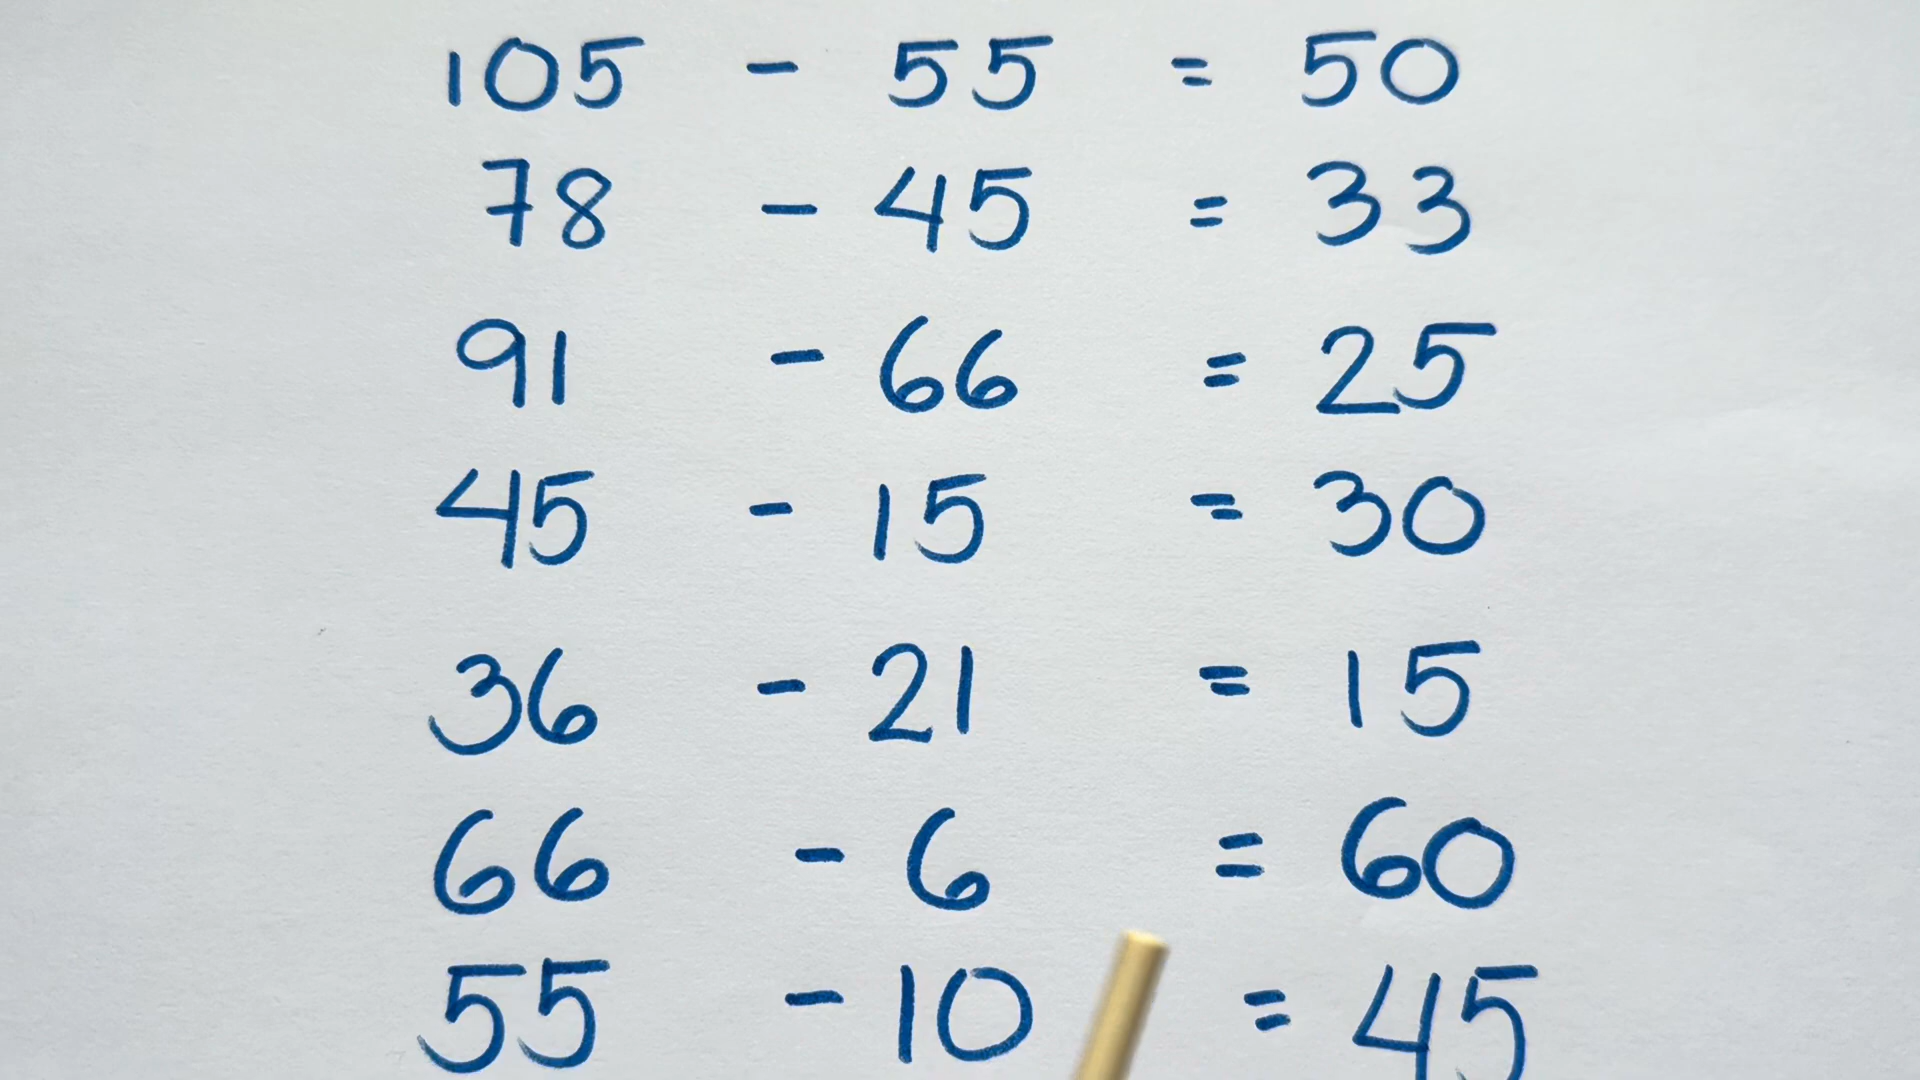 105 - 55 = 50
78 - 45 = 33
91 - 66 = 25
45 - 15 = 30
36 - 21 = 15
66 - 6 = 60
55 - 10 = 45